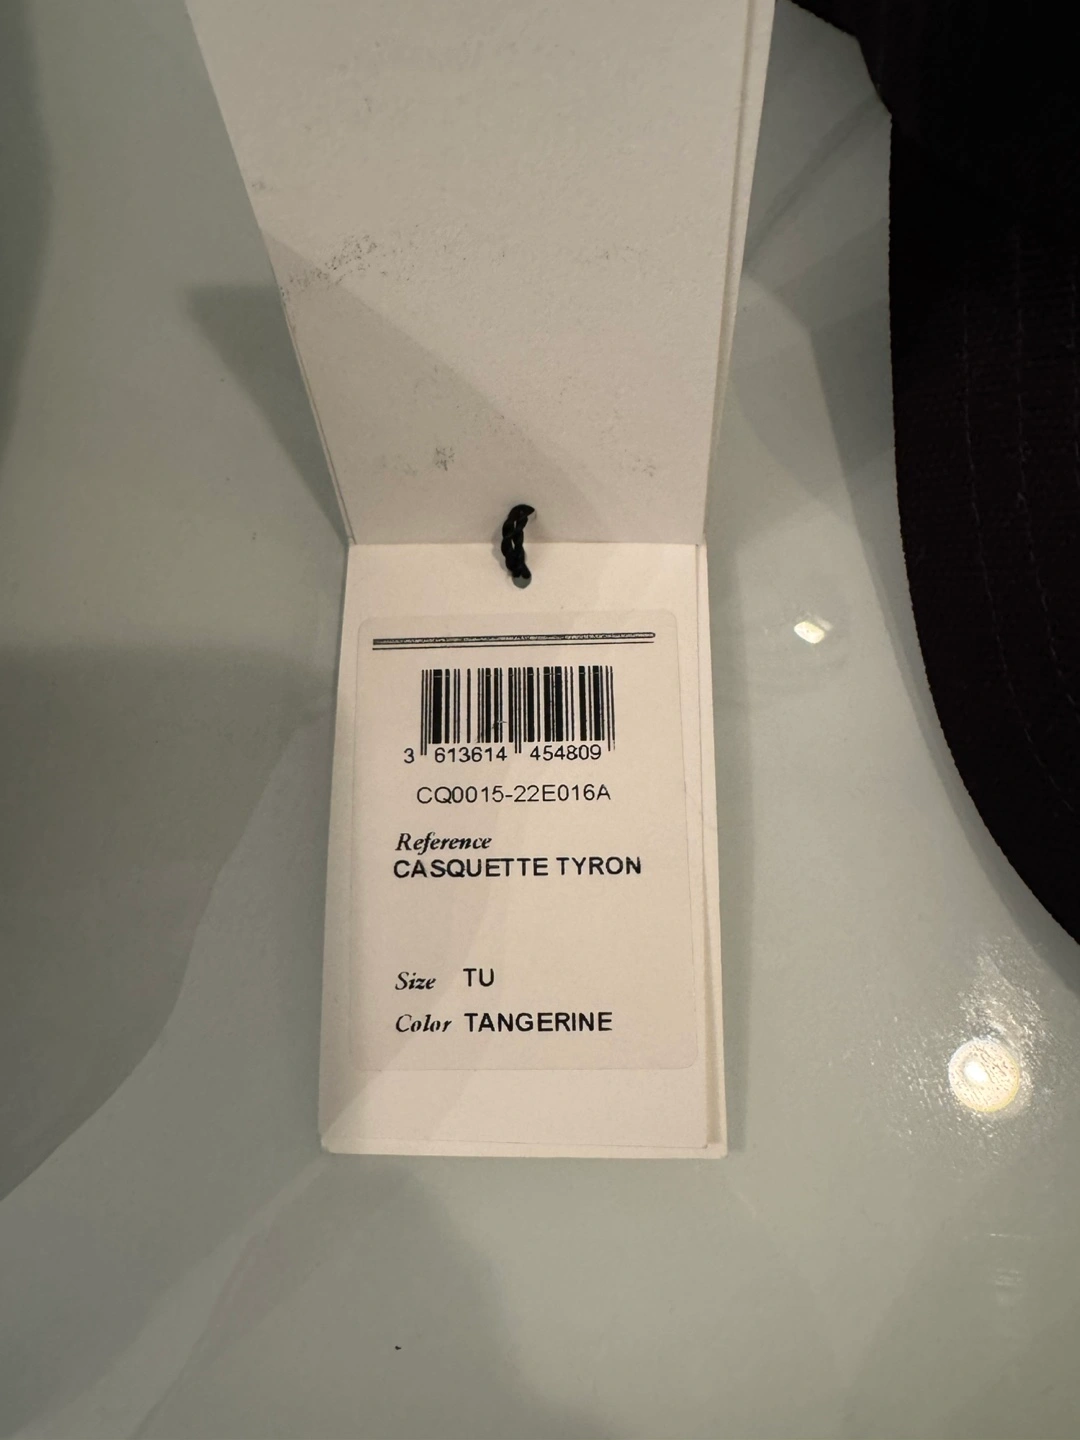 3 613614 454809
CQ0015-22E016A
Reference
CASQUETTE TYRON
Size TU
Color TANGERINE